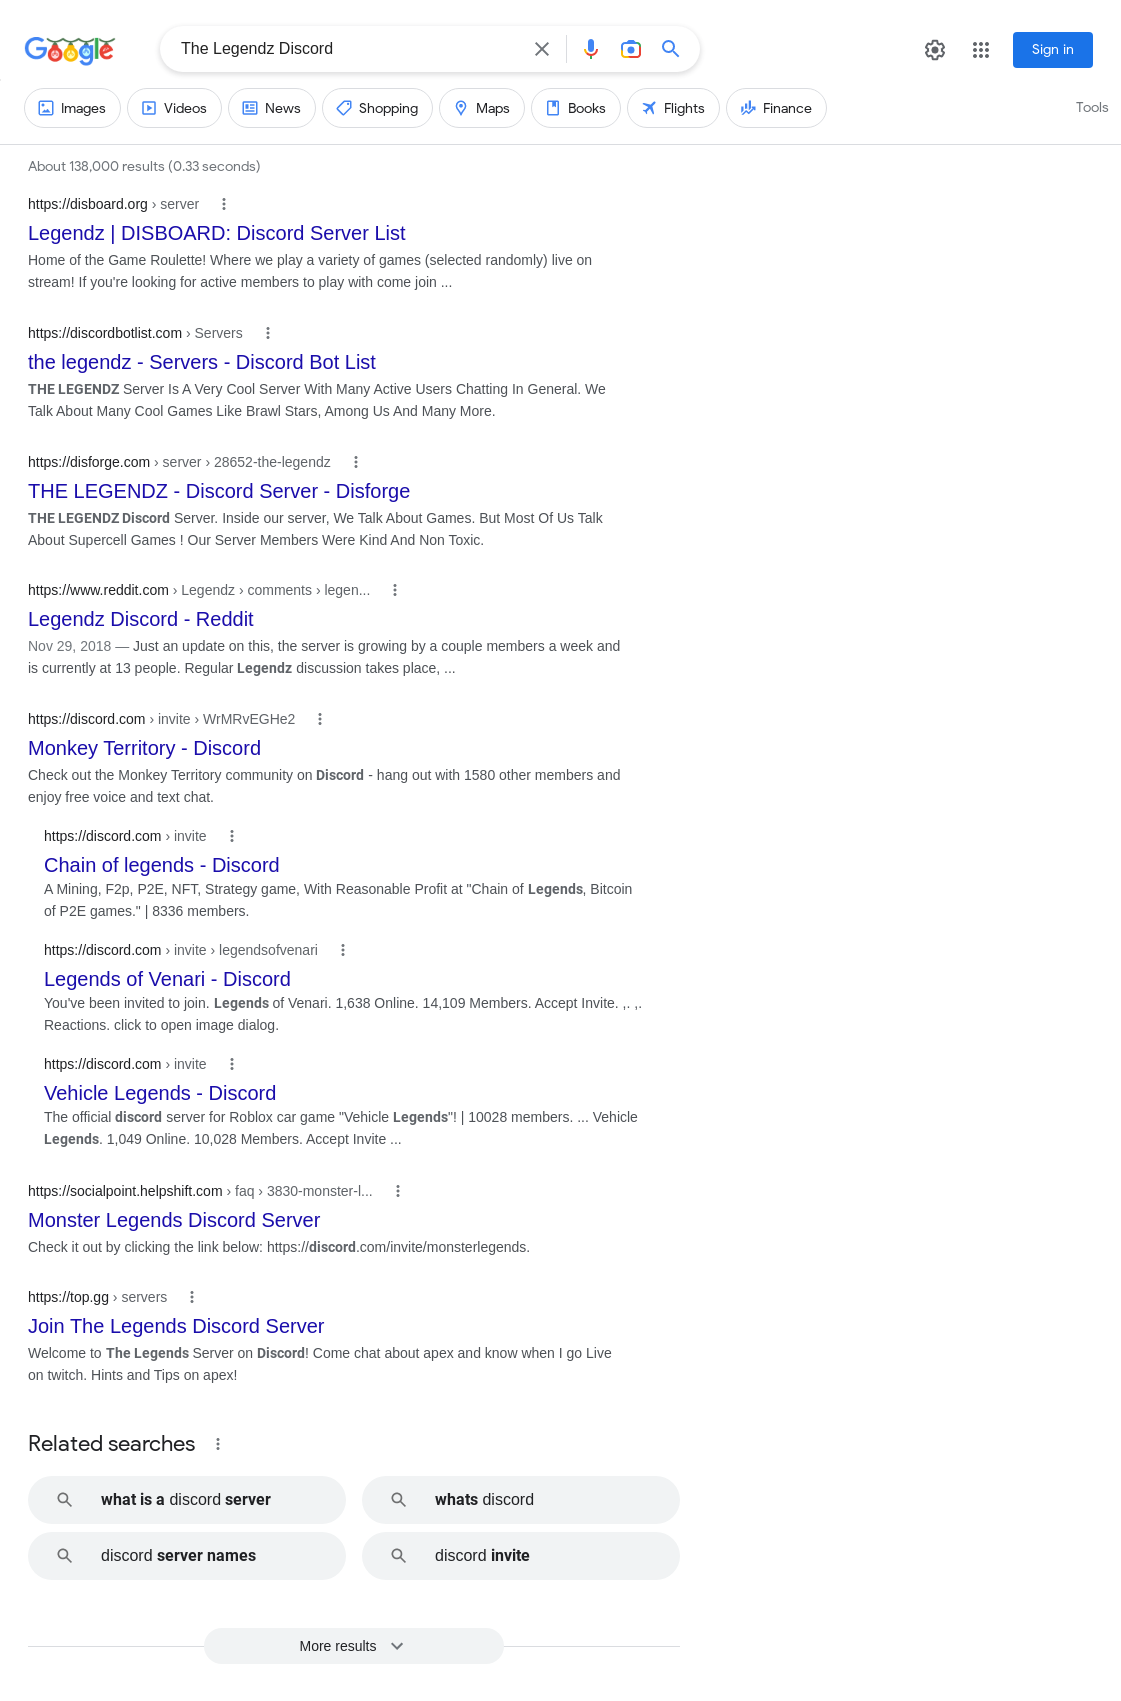 Google
The Legendz Discord
Sign in
Images
Videos
News
Shopping
Maps
Books
Flights
Finance
Tools
About 138,000 results (0.33 seconds)
https://disboard.org › server
Legendz | DISBOARD: Discord Server List
Home of the Game Roulette! Where we play a variety of games (selected randomly) live on
stream! If you're looking for active members to play with come join ...
https://discordbotlist.com › Servers
the legendz - Servers - Discord Bot List
THE LEGENDZ Server Is A Very Cool Server With Many Active Users Chatting In General. We
Talk About Many Cool Games Like Brawl Stars, Among Us And Many More.
https://disforge.com › server › 28652-the-legendz
THE LEGENDZ - Discord Server - Disforge
THE LEGENDZ Discord Server. Inside our server, We Talk About Games. But Most Of Us Talk
About Supercell Games ! Our Server Members Were Kind And Non Toxic.
https://www.reddit.com › Legendz › comments › legen...
Legendz Discord - Reddit
Nov 29, 2018 — Just an update on this, the server is growing by a couple members a week and
is currently at 13 people. Regular Legendz discussion takes place, ...
https://discord.com › invite › WrMRvEGHe2
Monkey Territory - Discord
Check out the Monkey Territory community on Discord - hang out with 1580 other members and
enjoy free voice and text chat.
https://discord.com › invite
Chain of legends - Discord
A Mining, F2p, P2E, NFT, Strategy game, With Reasonable Profit at "Chain of Legends, Bitcoin
of P2E games." | 8336 members.
https://discord.com › invite › legendsofvenari
Legends of Venari - Discord
You've been invited to join. Legends of Venari. 1,638 Online. 14,109 Members. Accept Invite. ,. ,.
Reactions. click to open image dialog.
https://discord.com › invite
Vehicle Legends - Discord
The official discord server for Roblox car game "Vehicle Legends"! | 10028 members. ... Vehicle
Legends. 1,049 Online. 10,028 Members. Accept Invite ...
https://socialpoint.helpshift.com › faq › 3830-monster-l...
Monster Legends Discord Server
Check it out by clicking the link below: https://discord.com/invite/monsterlegends.
https://top.gg › servers
Join The Legends Discord Server
Welcome to The Legends Server on Discord! Come chat about apex and know when I go Live
on twitch. Hints and Tips on apex!
Related searches
what is a discord server
whats discord
discord server names
discord invite
More results